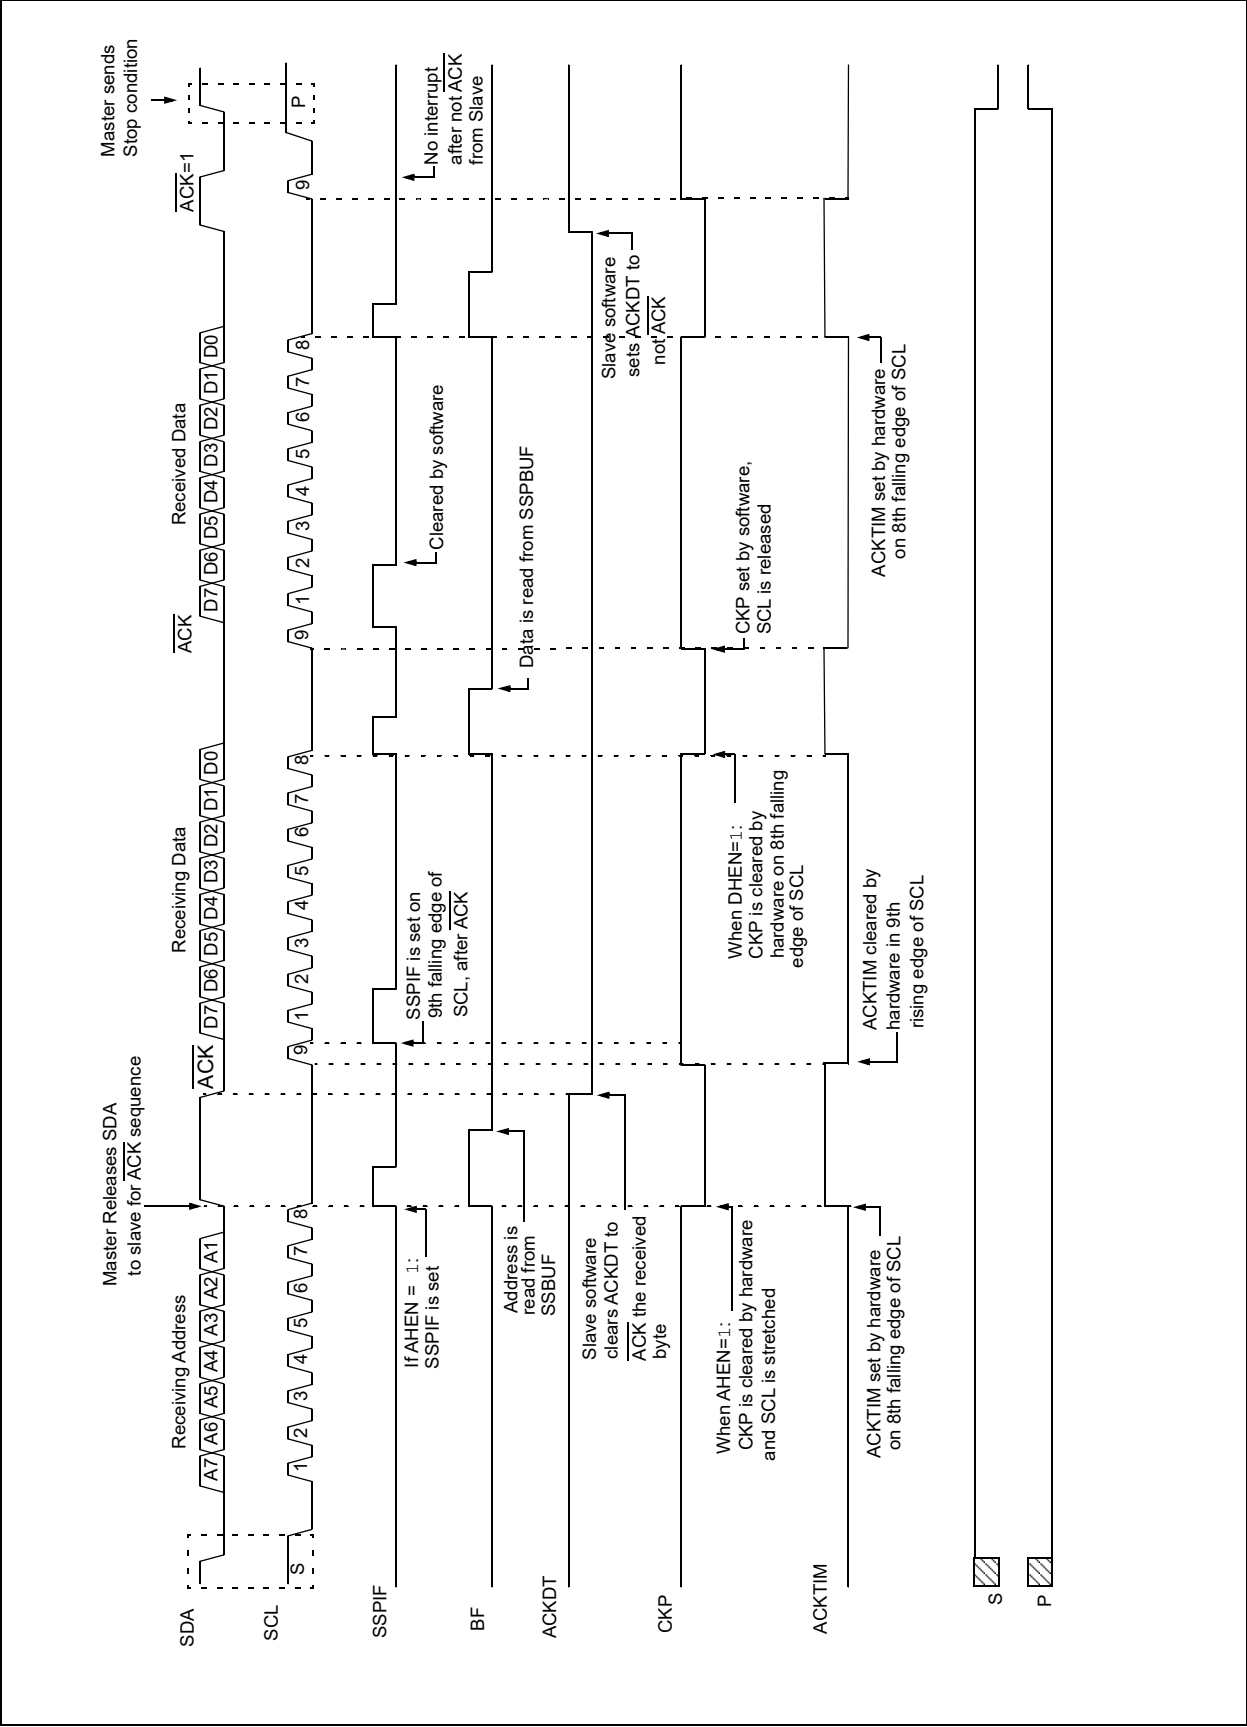 Master Releases SDA
to slave for ACK sequence
Master sends
Stop condition
Receiving Address
ACK
Receiving Data
ACK
Received Data
ACK=1
SDA
A7 A6 A5 A4 A3 A2 A1
D7 D6 D5 D4 D3 D2 D1 D0
D7 D6 D5 D4 D3 D2 D1 D0
SCL
S
1 2 3 4 5 6 7 8 9
1 2 3 4 5 6 7 8 9
1 2 3 4 5 6 7 8 9
P
SSPIF
If AHEN = 1:
SSPIF is set
SSPIF is set on
9th falling edge of
SCL, after ACK
Cleared by software
No interrupt
after not ACK
from Slave
BF
Address is
read from
SSBUF
Data is read from SSPBUF
ACKDT
Slave software
clears ACKDT to
ACK the received
byte
Slave software
sets ACKDT to
not ACK
CKP
When AHEN=1:
CKP is cleared by hardware
and SCL is stretched
When DHEN=1:
CKP is cleared by
hardware on 8th falling
edge of SCL
CKP set by software,
SCL is released
ACKTIM
ACKTIM set by hardware
on 8th falling edge of SCL
ACKTIM cleared by
hardware in 9th
rising edge of SCL
ACKTIM set by hardware
on 8th falling edge of SCL
S
P